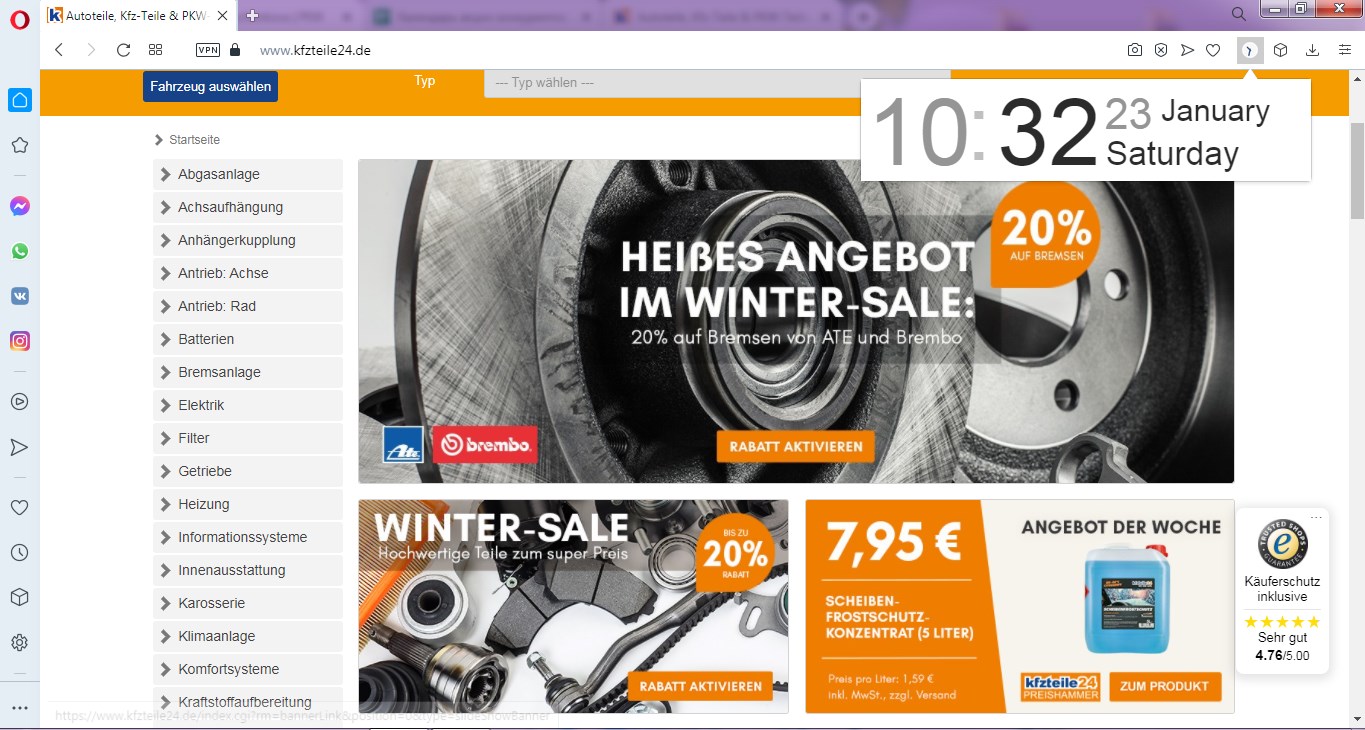 Autoteile, Kfz-Teile & PKW-
VPN
www.kfzteile24.de
Fahrzeug auswählen
Typ
--- Typ wählen ---
10:32
23 January
Saturday
Startseite
Abgasanlage
Achsaufhängung
Anhängerkupplung
Antrieb: Achse
Antrieb: Rad
Batterien
Bremsanlage
Elektrik
Filter
Getriebe
Heizung
Informationssysteme
Innenausstattung
Karosserie
Klimaanlage
Komfortsysteme
Kraftstoffaufbereitung
HEIßES ANGEBOT
IM WINTER-SALE:
20% auf Bremsen von ATE und Brembo
20%
AUF BREMSEN
Ate
brembo
RABATT AKTIVIEREN
WINTER-SALE
Hochwertige Teile zum super Preis
BIS ZU
20%
RABATT
RABATT AKTIVIEREN
7,95 €
SCHEIBEN-
FROSTSCHUTZ-
KONZENTRAT (5 LITER)
Preis pro Liter: 1,59 €
inkl. MwSt., zzgl. Versand
ANGEBOT DER WOCHE
kfzteile24
PREISHAMMER
ZUM PRODUKT
TRUSTED SHOPS
GUARANTEE
Käuferschutz
inklusive
Sehr gut
4.76/5.00
https://www.kfzteile24.de/index.cgi?rm=bannerLink&position=0&type=slideshowBanner